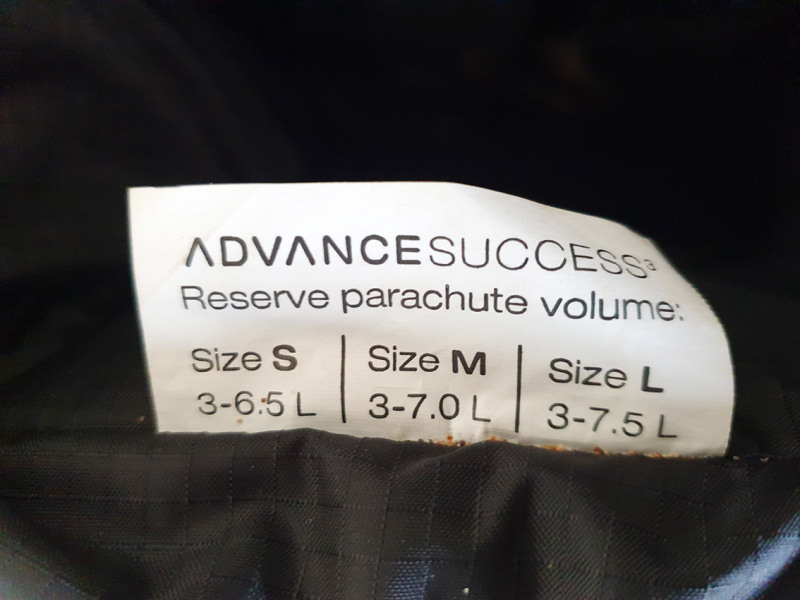 ADVANCESUCCESS³
Reserve parachute volume:
Size S | Size M | Size L
3-6.5 L | 3-7.0 L | 3-7.5 L